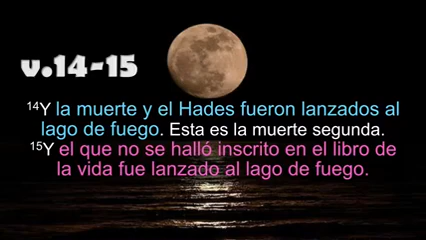 v.14-15
14Y la muerte y el Hades fueron lanzados al
lago de fuego. Esta es la muerte segunda.
15Y el que no se halló inscrito en el libro de
la vida fue lanzado al lago de fuego.